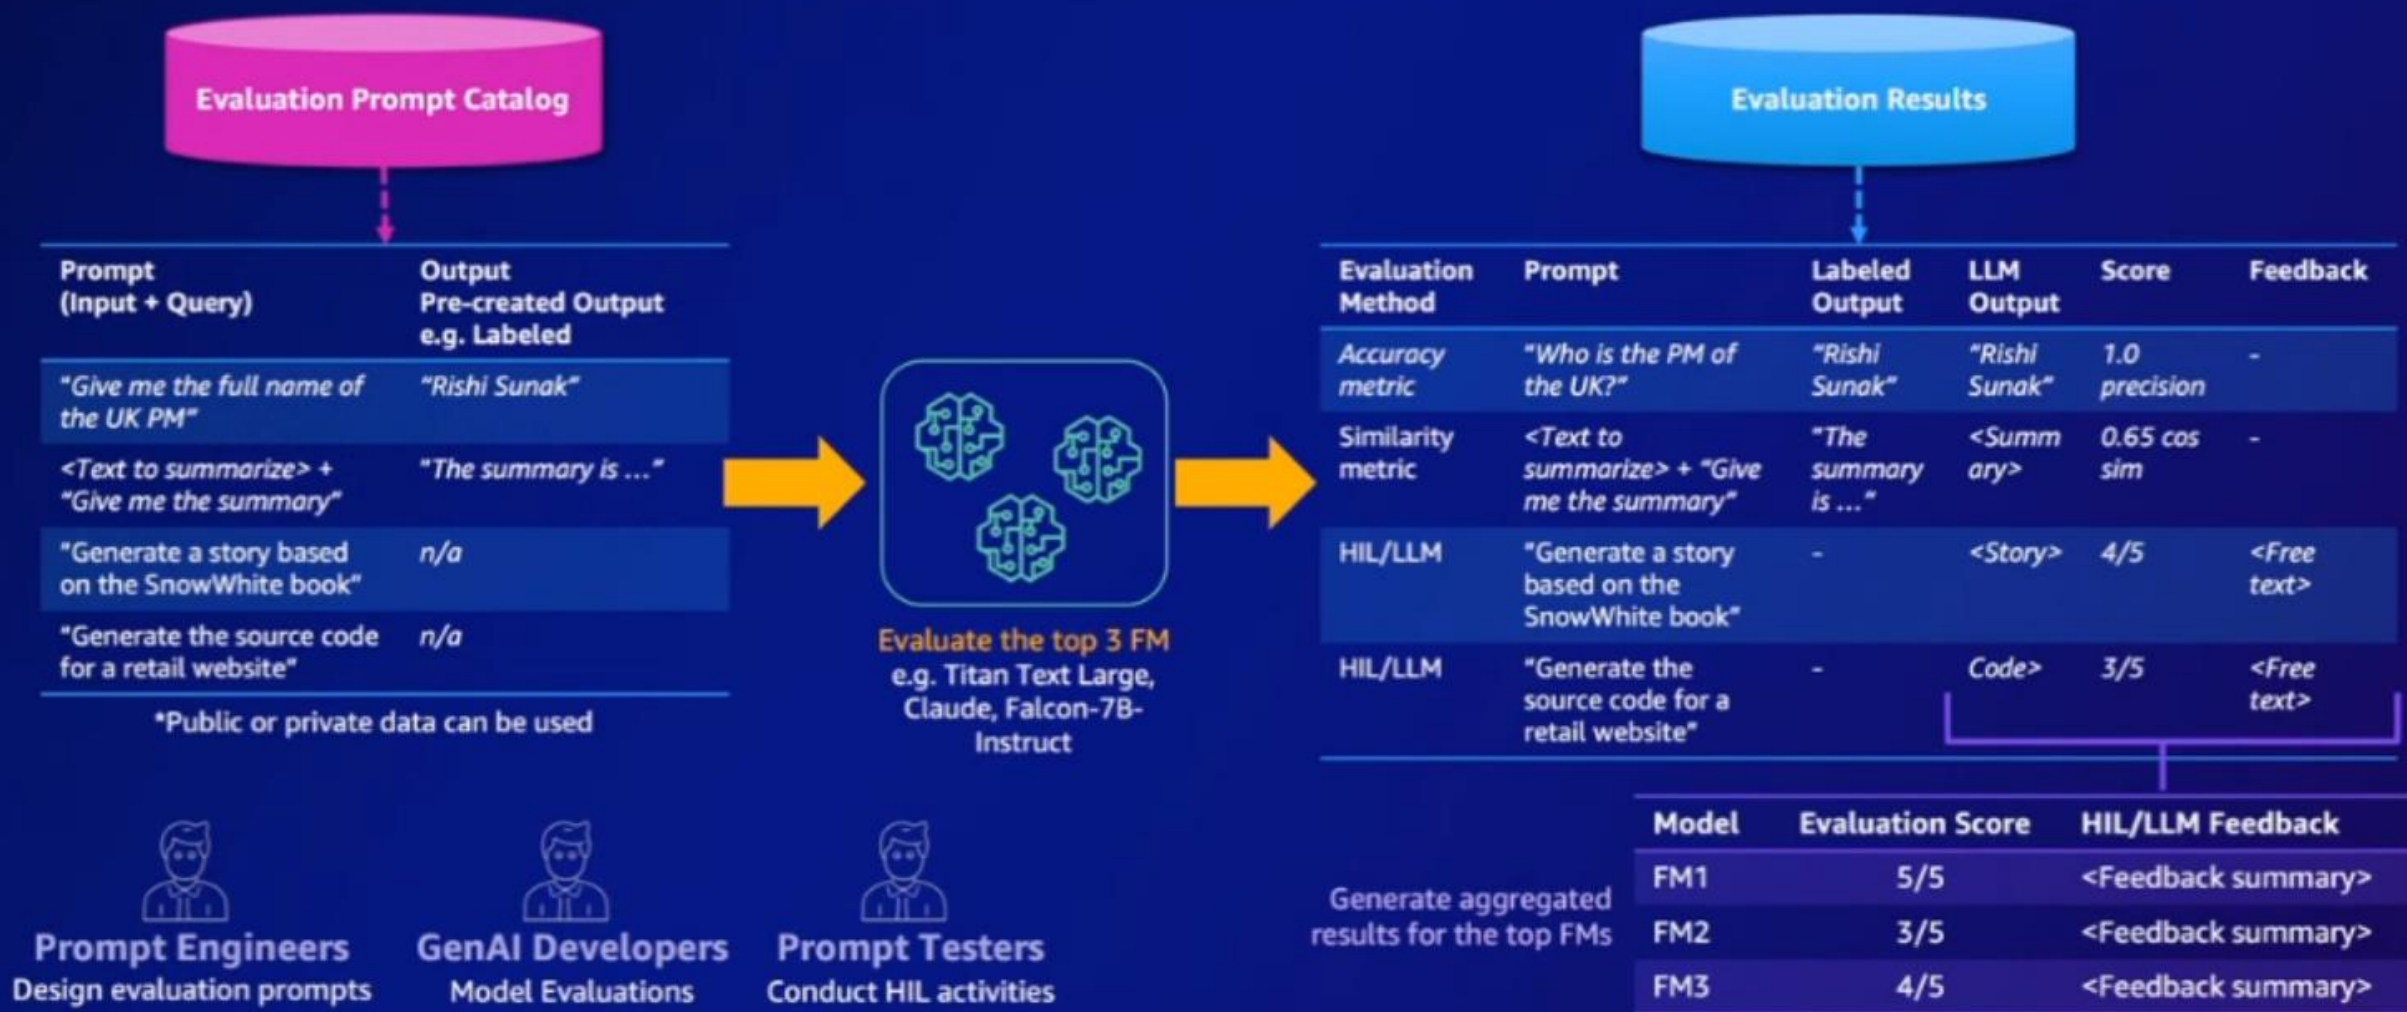 Evaluation Prompt Catalog
Prompt
(Input + Query)
Output
Pre-created Output
e.g. Labeled
"Give me the full name of
the UK PM"
"Rishi Sunak"
<Text to summarize> +
"Give me the summary"
"The summary is ..."
"Generate a story based
on the SnowWhite book"
n/a
"Generate the source code
for a retail website"
n/a
*Public or private data can be used
Evaluate the top 3 FM
e.g. Titan Text Large,
Claude, Falcon-7B-
Instruct
Evaluation Results
Evaluation
Method
Prompt
Labeled
Output
LLM
Output
Score
Feedback
Accuracy
metric
"Who is the PM of
the UK?"
"Rishi
Sunak"
"Rishi
Sunak"
1.0
precision
-
Similarity
metric
<Text to
summarize> + "Give
me the summary"
"The
summary
is ..."
<Summ
ary>
0.65 cos
sim
-
HIL/LLM
"Generate a story
based on the
SnowWhite book"
-
<Story>
4/5
<Free
text>
HIL/LLM
"Generate the
source code for a
retail website"
-
Code>
3/5
<Free
text>
Generate aggregated
results for the top FMs
Model
Evaluation Score
HIL/LLM Feedback
FM1
5/5
<Feedback summary>
FM2
3/5
<Feedback summary>
FM3
4/5
<Feedback summary>
Prompt Engineers
Design evaluation prompts
GenAI Developers
Model Evaluations
Prompt Testers
Conduct HIL activities